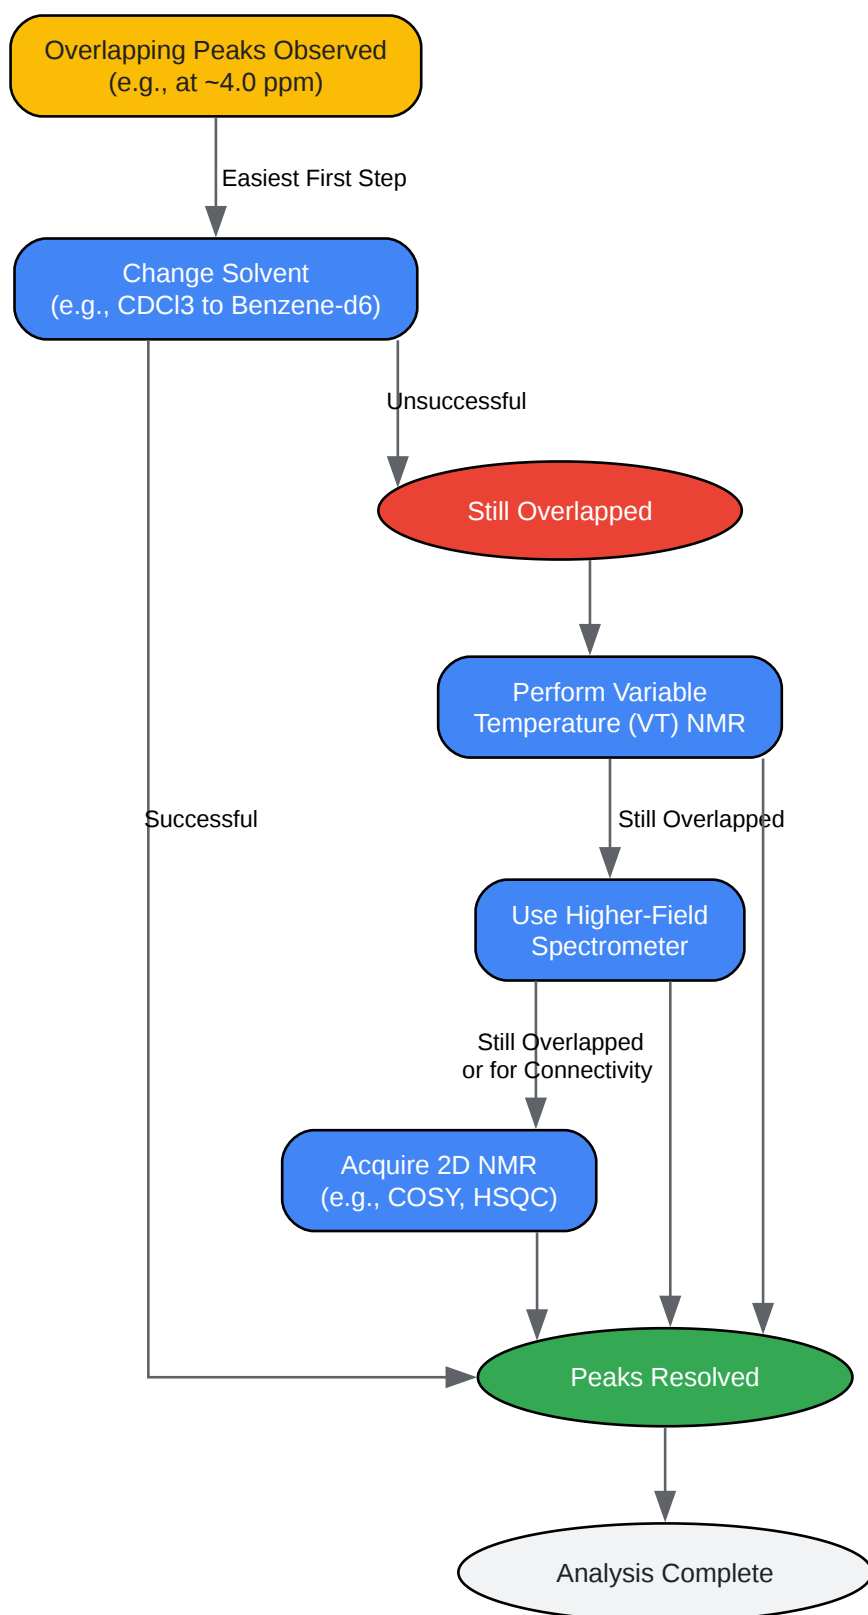 Overlapping Peaks Observed
(e.g., at ~4.0 ppm)
Easiest First Step
Change Solvent
(e.g., CDCl3 to Benzene-d6)
Unsuccessful
Still Overlapped
Perform Variable
Temperature (VT) NMR
Successful
Still Overlapped
Use Higher-Field
Spectrometer
Still Overlapped
or for Connectivity
Acquire 2D NMR
(e.g., COSY, HSQC)
Peaks Resolved
Analysis Complete